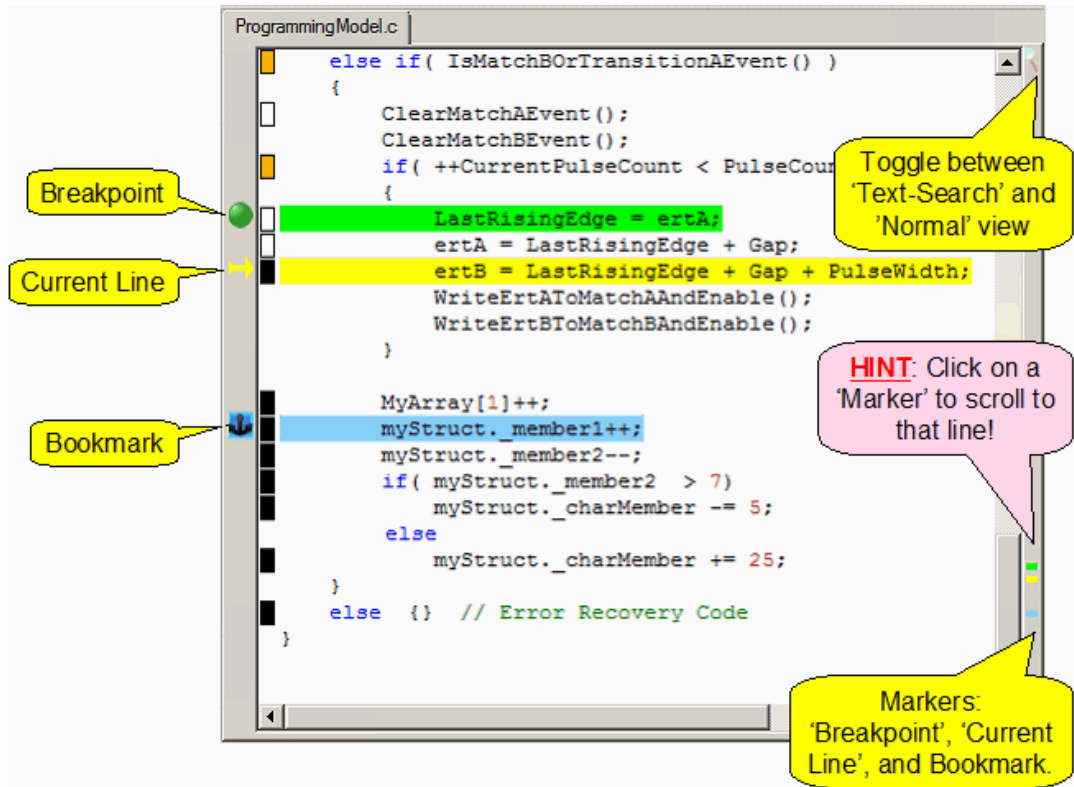 ProgrammingModel.c
else if( IsMatchBOrTransitionAEvent() )
{
ClearMatchAEvent();
ClearMatchBEvent();
if( ++CurrentPulseCount < PulseCour
{
LastRisingEdge = ertA;
ertA = LastRisingEdge + Gap;
ertB = LastRisingEdge + Gap + PulseWidth;
WriteErtAToMatchAAndEnable();
WriteErtBToMatchBAndEnable();
}
MyArray[1]++;
myStruct._member1++;
myStruct._member2--;
if( myStruct._member2  > 7)
myStruct._charMember -= 5;
else
myStruct._charMember += 25;
}
else  {}  // Error Recovery Code
}
Breakpoint
Current Line
Bookmark
Toggle between
‘Text-Search’ and
’Normal’ view
HINT: Click on a
‘Marker’ to scroll to
that line!
Markers:
‘Breakpoint’, ‘Current
Line’, and Bookmark.